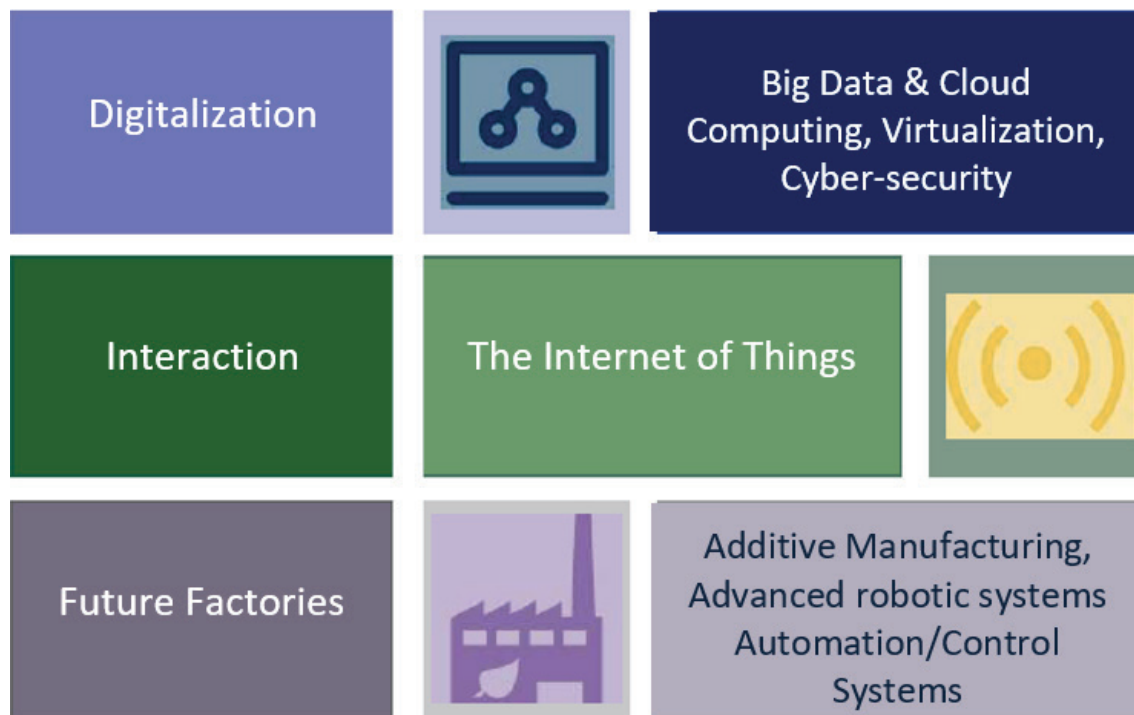 Digitalization
Big Data & Cloud
Computing, Virtualization,
Cyber-security
Interaction
The Internet of Things
Future Factories
Additive Manufacturing,
Advanced robotic systems
Automation/Control
Systems